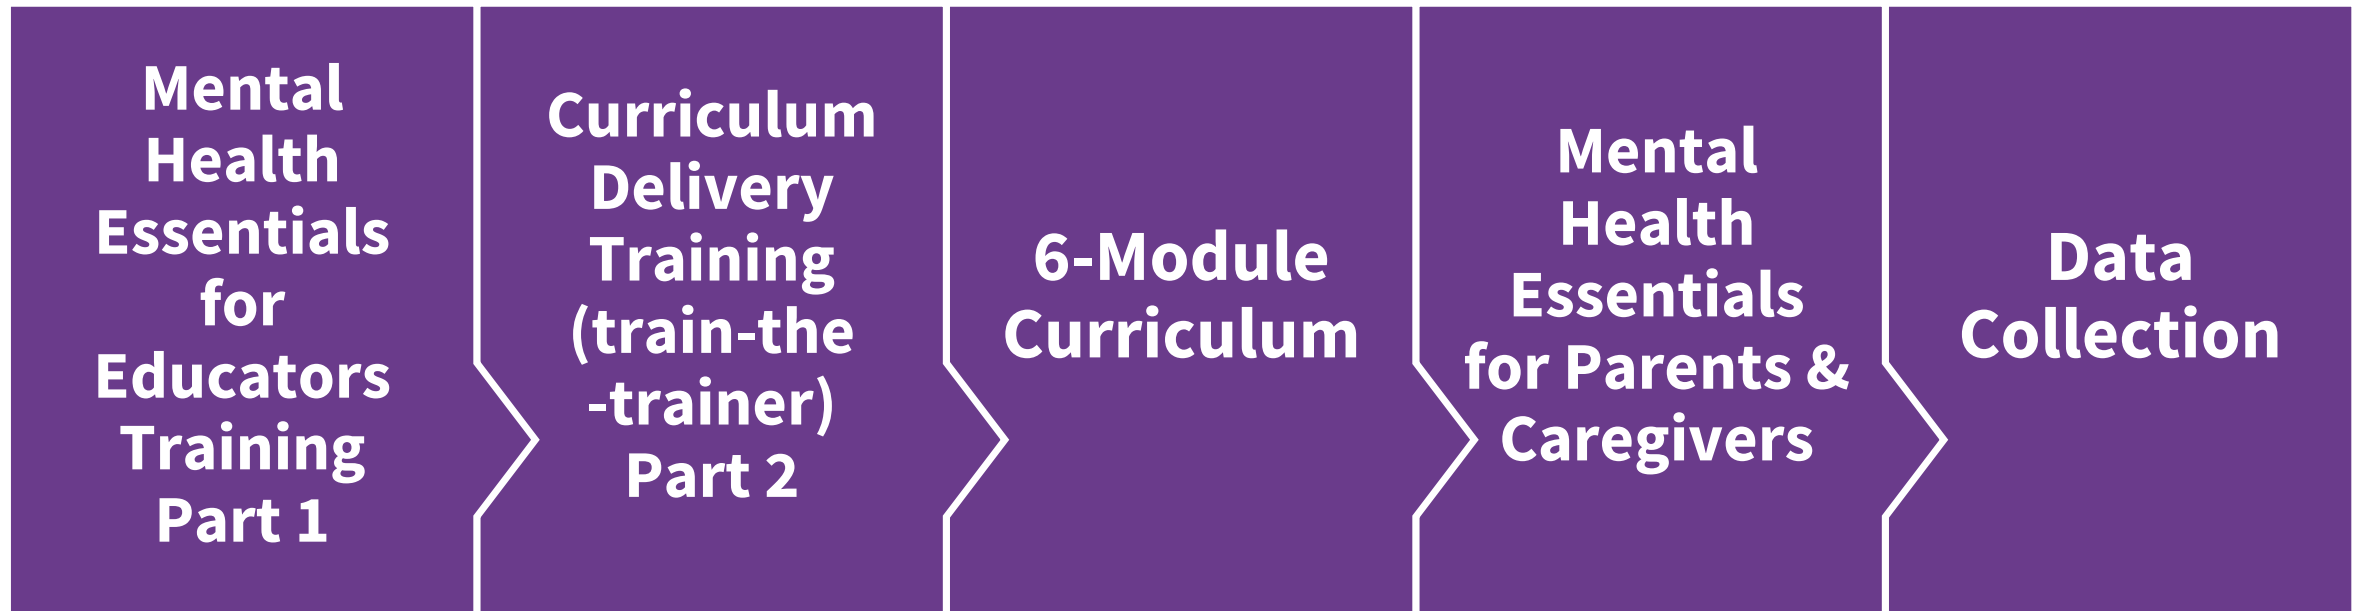 Mental
Health
Essentials
for
Educators
Training
Part 1
Curriculum
Delivery
Training
(train-the
-trainer)
Part 2
6-Module
Curriculum
Mental
Health
Essentials
for Parents &
Caregivers
Data
Collection